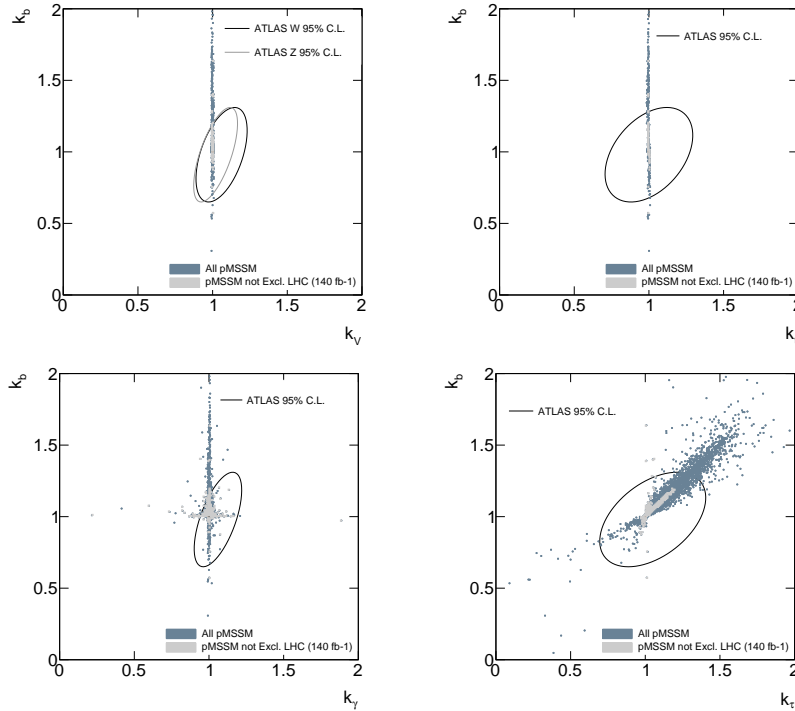 k_b
2
1.5
1
0.5
0
0
0.5
1
1.5
2
k_V
ATLAS W 95% C.L.
ATLAS Z 95% C.L.
All pMSSM
pMSSM not Excl. LHC (140 fb-1)
k_b
2
1.5
1
0.5
0
0
0.5
1
1.5
k
ATLAS 95% C.L.
All pMSSM
pMSSM not Excl. LHC (140 fb-1)
k_b
2
1.5
1
0.5
0
0
0.5
1
1.5
2
k_γ
ATLAS 95% C.L.
All pMSSM
pMSSM not Excl. LHC (140 fb-1)
k_b
2
1.5
1
0.5
0
0
0.5
1
1.5
2
k_τ
ATLAS 95% C.L.
All pMSSM
pMSSM not Excl. LHC (140 fb-1)